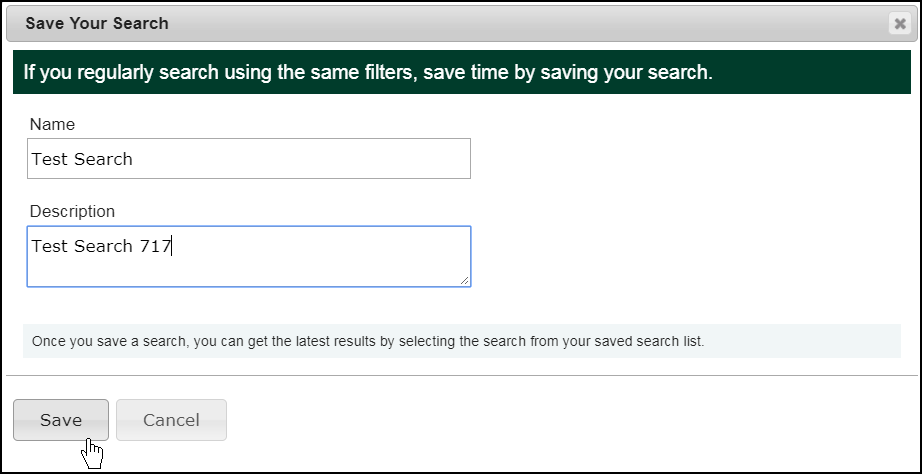 Save Your Search
If you regularly search using the same filters, save time by saving your search.
Name
Test Search
Description
Test Search 717
Once you save a search, you can get the latest results by selecting the search from your saved search list.
Save Cancel